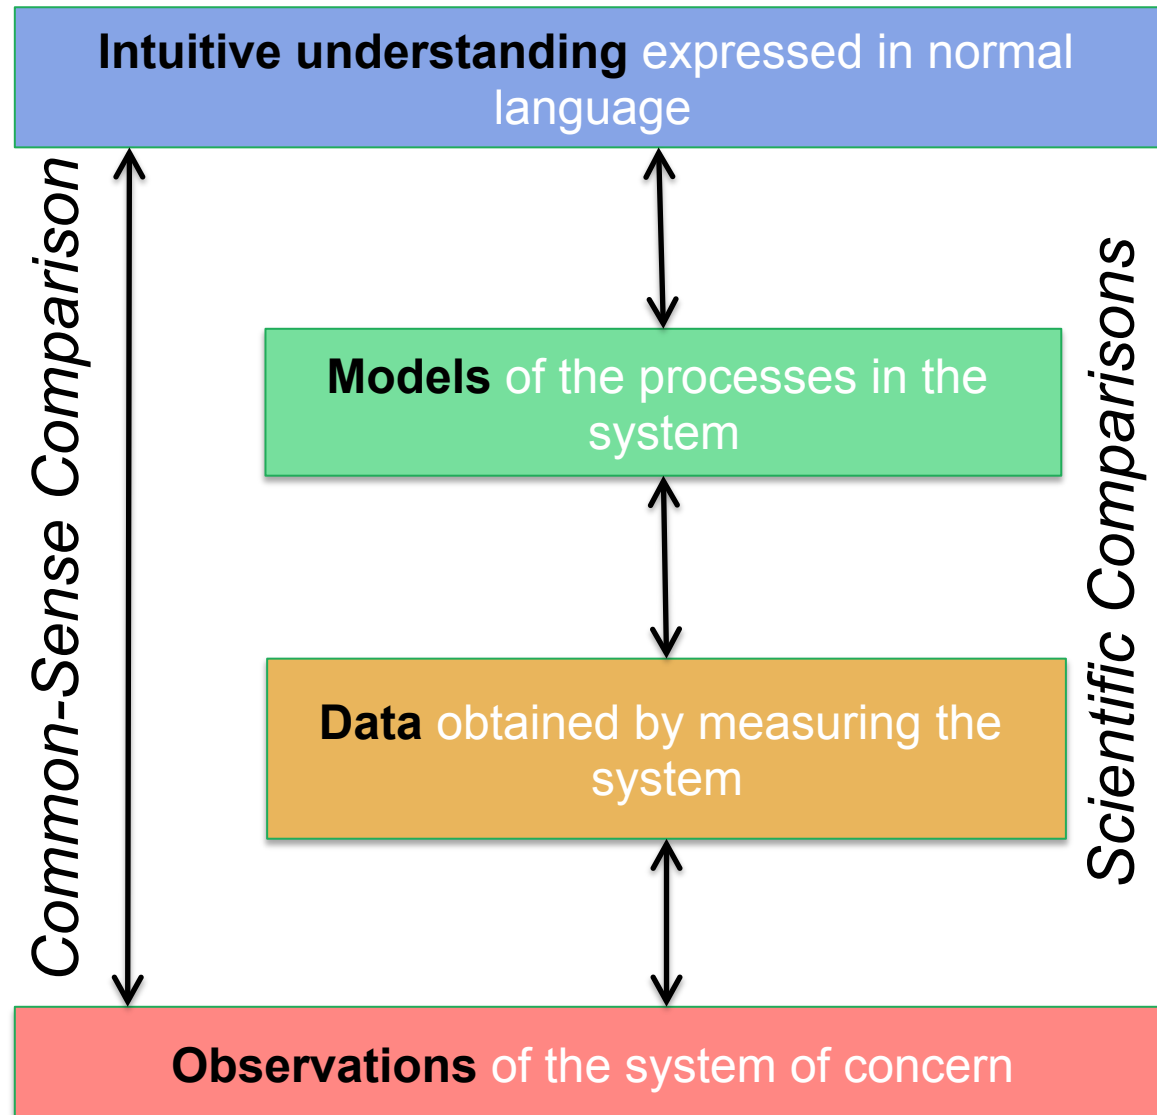 Intuitive understanding expressed in normal
language
Common-Sense Comparison
Models of the processes in the
system
Data obtained by measuring the
system
Scientific Comparisons
Observations of the system of concern